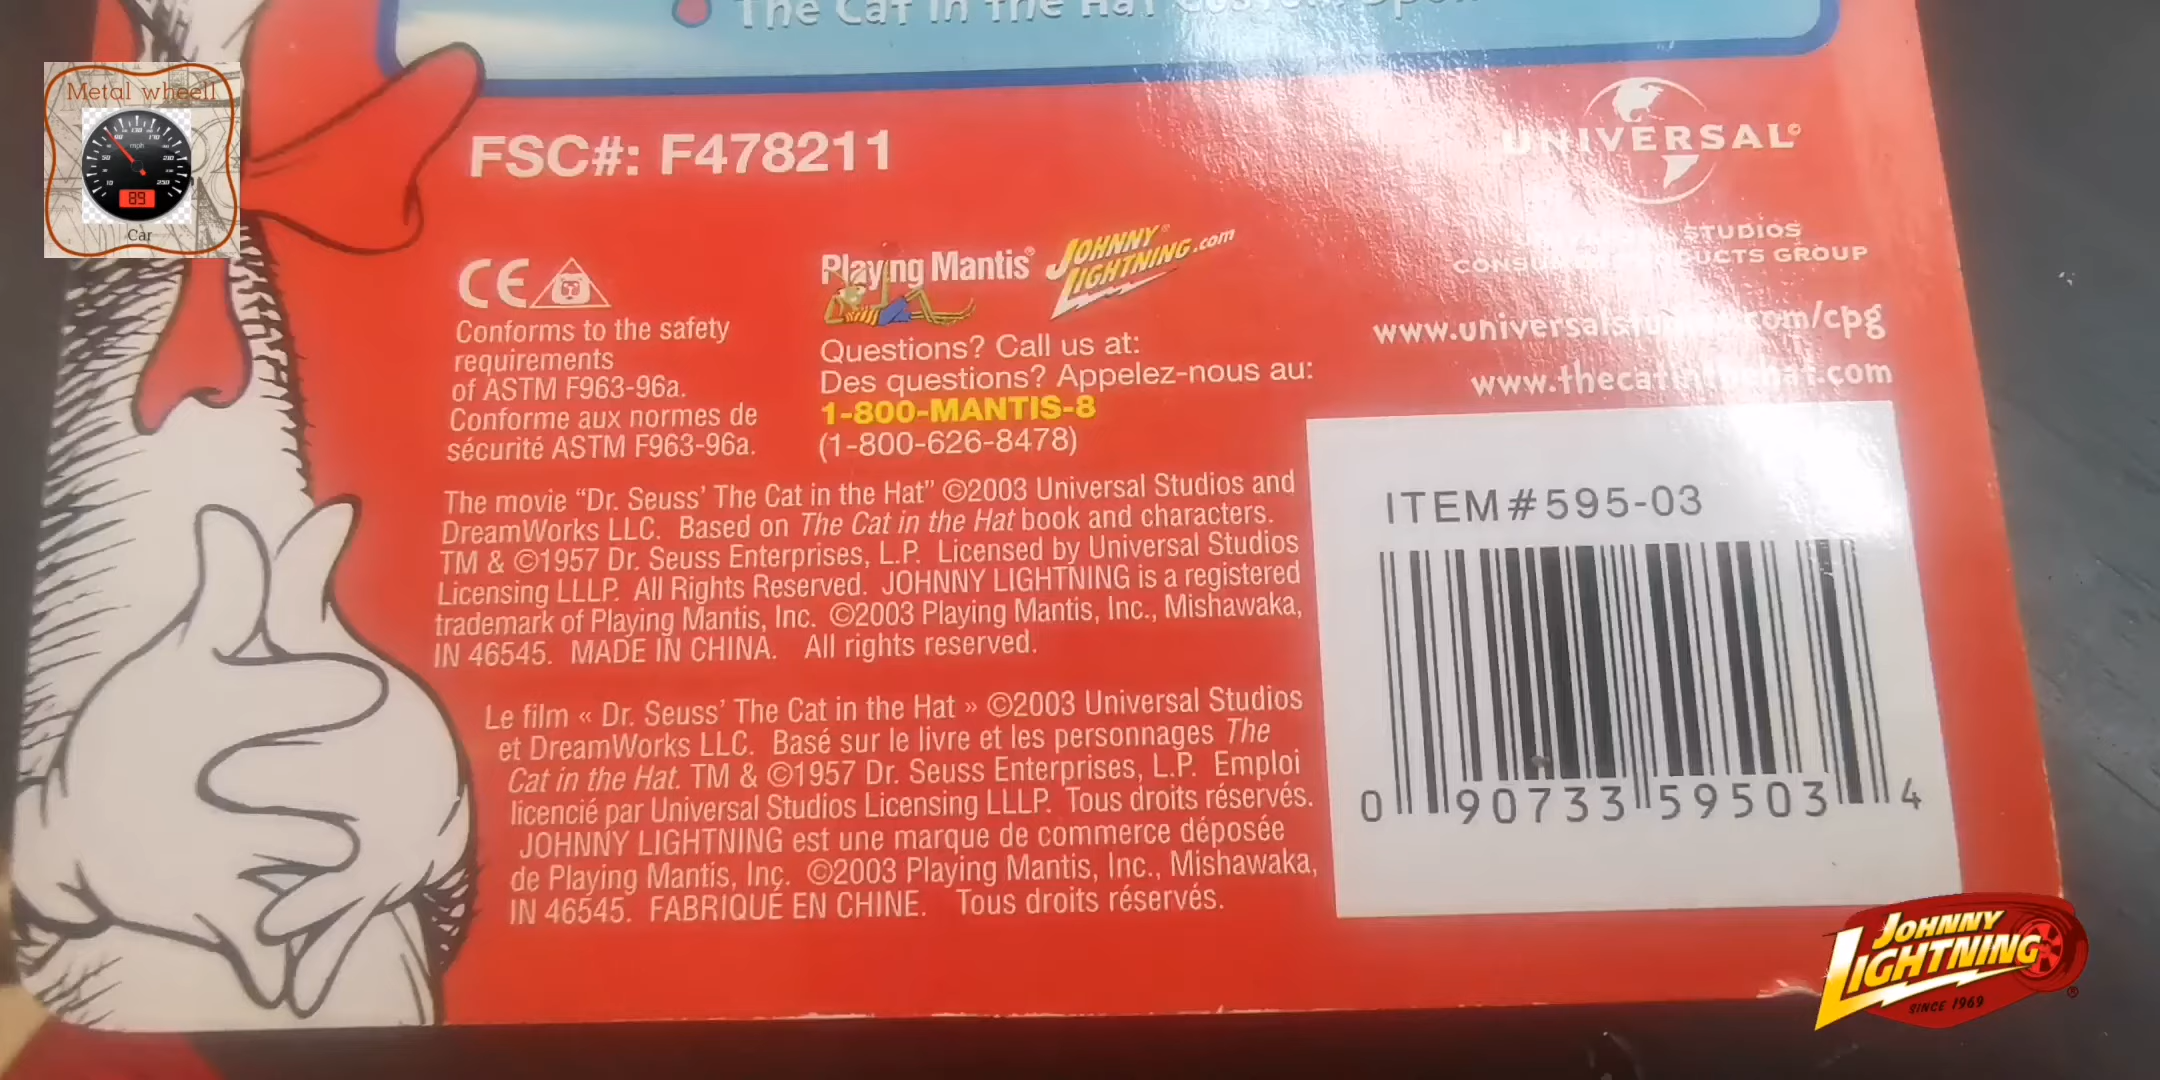 The Cat in the Hat
Metal wheell
Car
89
FSC#: F478211
UNIVERSAL©
STUDIOS
GROUP
www.thecatinthehat.com
CE
Conforms to the safety
requirements
of ASTM F963-96a.
Conforme aux normes de
sécurité ASTM F963-96a.
Playing Mantis®
JOHNNY® LIGHTNING.com
Questions? Call us at:
Des questions? Appelez-nous au:
1-800-MANTIS-8
(1-800-626-8478)
The movie “Dr. Seuss’ The Cat in the Hat” ©2003 Universal Studios and
DreamWorks LLC. Based on The Cat in the Hat book and characters.
TM & ©1957 Dr. Seuss Enterprises, L.P. Licensed by Universal Studios
Licensing LLLP. All Rights Reserved. JOHNNY LIGHTNING is a registered
trademark of Playing Mantis, Inc. ©2003 Playing Mantis, Inc., Mishawaka,
IN 46545. MADE IN CHINA. All rights reserved.
Le film « Dr. Seuss’ The Cat in the Hat » ©2003 Universal Studios
et DreamWorks LLC. Basé sur le livre et les personnages The
Cat in the Hat. TM & ©1957 Dr. Seuss Enterprises, L.P. Emploi
licencié par Universal Studios Licensing LLLP. Tous droits réservés.
JOHNNY LIGHTNING est une marque de commerce déposée
de Playing Mantis, Inc. ©2003 Playing Mantis, Inc., Mishawaka,
IN 46545. FABRIQUÉ EN CHINE. Tous droits réservés.
ITEM#595-03
0 90733 59503 4
JOHNNY
LIGHTNING
SINCE 1969